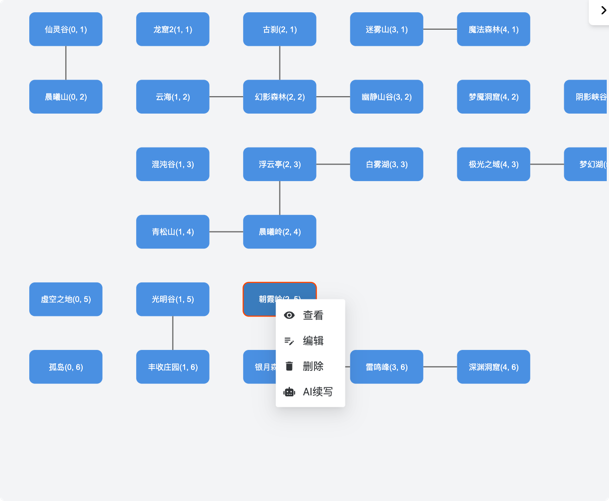 仙灵谷(0, 1)
龙窟2(1, 1)
古刹(2, 1)
迷雾山(3, 1)
魔法森林(4, 1)
晨曦山(0, 2)
云海(1, 2)
幻影森林(2, 2)
幽静山谷(3, 2)
梦魇洞窟(4, 2)
阴影峡谷
混沌谷(1, 3)
浮云亭(2, 3)
白雾湖(3, 3)
极光之域(4, 3)
梦幻湖(
青松山(1, 4)
晨曦岭(2, 4)
虚空之地(0, 5)
光明谷(1, 5)
朝霞岭(2, 5)
查看
编辑
删除
AI续写
孤岛(0, 6)
丰收庄园(1, 6)
银月森
雷鸣峰(3, 6)
深渊洞窟(4, 6)